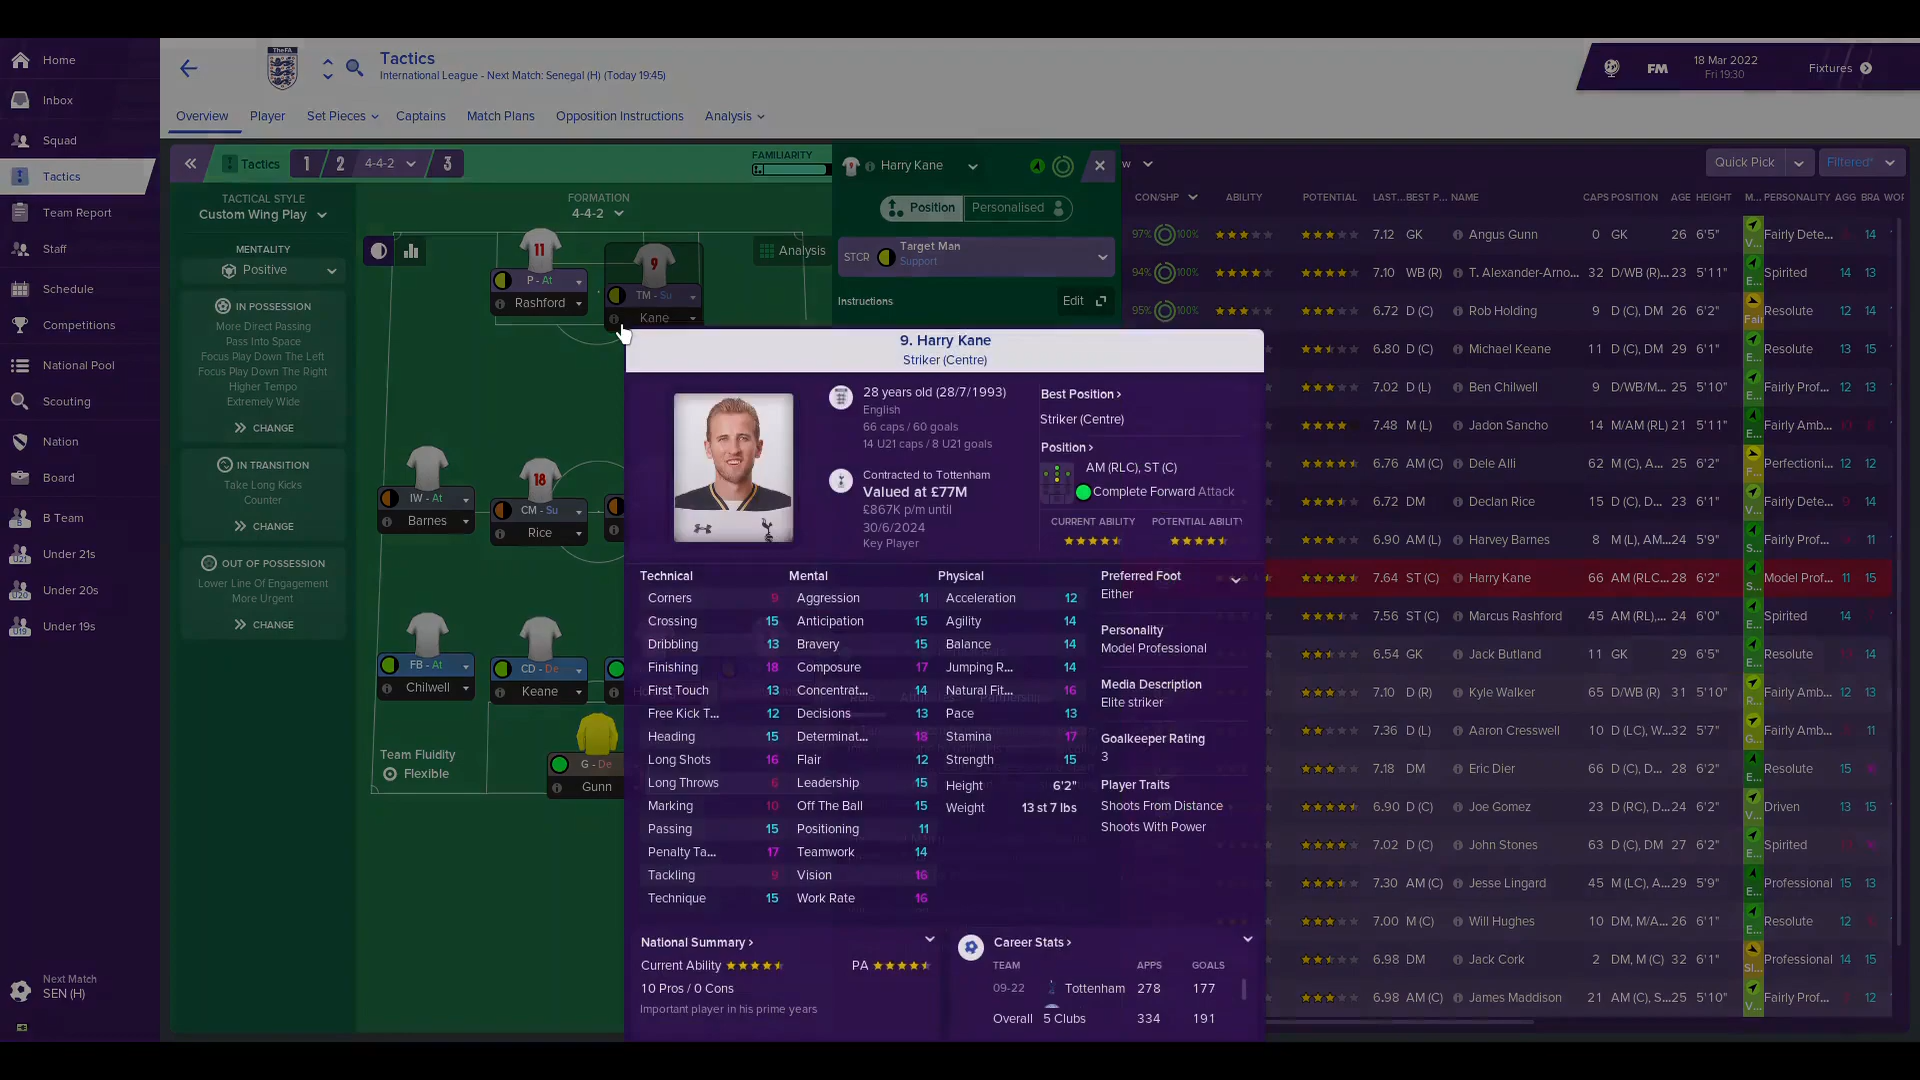 Home
Inbox
Squad
Tactics
Team Report
Staff
Schedule
Competitions
National Pool
Scouting
Nation
Board
B Team
Under 21s
Under 20s
Under 19s
Next Match
SEN (H)
Tactics
International League - Next Match: Senegal (H) (Today 19:45)
FM
18 Mar 2022
Fri 19:30
Fixtures
Overview Player Set Pieces Captains Match Plans Opposition Instructions Analysis
Tactics 1 2 4-4-2 3
FAMILIARITY
TACTICAL STYLE
Custom Wing Play
MENTALITY
Positive
IN POSSESSION
More Direct Passing
Pass Into Space
Focus Play Down The Left
Focus Play Down The Right
Higher Tempo
Extremely Wide
CHANGE
IN TRANSITION
Take Long Kicks
Counter
CHANGE
OUT OF POSSESSION
Lower Line Of Engagement
More Urgent
CHANGE
FORMATION
4-4-2
Analysis
11
P - At
Rashford
9
TM - Su
Kane
IW - At
Barnes
18
CM - Su
Rice
FB - At
Chilwell
CD - De
Keane
G - De
Gunn
Team Fluidity
Flexible
Harry Kane
Position Personalised
STCR Target Man
Support
Instructions Edit
9. Harry Kane
Striker (Centre)
28 years old (28/7/1993)
English
66 caps / 60 goals
14 U21 caps / 8 U21 goals
Contracted to Tottenham
Valued at £77M
£867K p/m until
30/6/2024
Key Player
Best Position >
Striker (Centre)
Position >
AM (RLC), ST (C)
Complete Forward Attack
CURRENT ABILITY POTENTIAL ABILITY
Technical Mental Physical
Corners 9 Aggression 11 Acceleration 12
Crossing 15 Anticipation 15 Agility 14
Dribbling 13 Bravery 15 Balance 14
Finishing 18 Composure 17 Jumping R... 14
First Touch 13 Concentrat... 14 Natural Fit... 16
Free Kick T... 12 Decisions 13 Pace 13
Heading 15 Determinat... 18 Stamina 17
Long Shots 16 Flair 12 Strength 15
Long Throws 6 Leadership 15 Height 6'2"
Marking 10 Off The Ball 15 Weight 13 st 7 lbs
Passing 15 Positioning 11
Penalty Ta... 17 Teamwork 14
Tackling 9 Vision 16
Technique 15 Work Rate 16
Preferred Foot
Either
Personality
Model Professional
Media Description
Elite striker
Goalkeeper Rating
3
Player Traits
Shoots From Distance
Shoots With Power
National Summary >
Current Ability PA
10 Pros / 0 Cons
Important player in his prime years
Career Stats >
TEAM APPS GOALS
09-22 Tottenham 278 177
Overall 5 Clubs 334 191
Quick Pick Filtered*
CON/SHP ABILITY POTENTIAL LAST... BEST P... NAME CAPS POSITION AGE HEIGHT M... PERSONALITY AGG BRA WOR
97% 100% 7.12 GK Angus Gunn 0 GK 26 6'5" V... Fairly Dete... 14
94% 100% 7.10 WB (R) T. Alexander-Arno... 32 D/WB (R)... 23 5'11" E... Spirited 14 13
95% 100% 6.72 D (C) Rob Holding 9 D (C), DM 26 6'2" Fair Resolute 12 14
6.80 D (C) Michael Keane 11 D (C), DM 29 6'1" E... Resolute 13 15
7.02 D (L) Ben Chilwell 9 D/WB/M... 25 5'10" E... Fairly Prof... 12 13
7.48 M (L) Jadon Sancho 14 M/AM (RL) 21 5'11" E... Fairly Amb...
6.76 AM (C) Dele Alli 62 M (C), A... 25 6'2" F... Perfectioni... 12 12
6.72 DM Declan Rice 15 D (C), D... 23 6'1" V... Fairly Dete... 9 14
6.90 AM (L) Harvey Barnes 8 M (L), AM... 24 5'9" S... Fairly Prof... 11
7.64 ST (C) Harry Kane 66 AM (RLC... 28 6'2" S... Model Prof... 11 15
7.56 ST (C) Marcus Rashford 45 AM (RL),... 24 6'0" E... Spirited 14
6.54 GK Jack Butland 11 GK 29 6'5" E... Resolute 14
7.10 D (R) Kyle Walker 65 D/WB (R) 31 5'10" R... Fairly Amb... 12 13
7.36 D (L) Aaron Cresswell 10 D (LC), W... 32 5'7" G... Fairly Amb... 11
7.18 DM Eric Dier 66 D (C), D... 28 6'2" E... Resolute 15
6.90 D (C) Joe Gomez 23 D (RC), D... 24 6'2" V... Driven 13 15
7.02 D (C) John Stones 63 D (C), DM 27 6'2" E... Spirited
7.30 AM (C) Jesse Lingard 45 M (LC), A... 29 5'9" E... Professional 15 13
7.00 M (C) Will Hughes 10 DM, M/A... 26 6'1" E... Resolute 12
6.98 DM Jack Cork 2 DM, M (C) 32 6'1" Sl... Professional 14 15
6.98 AM (C) James Maddison 21 AM (C), S... 25 5'10" V... Fairly Prof... 12